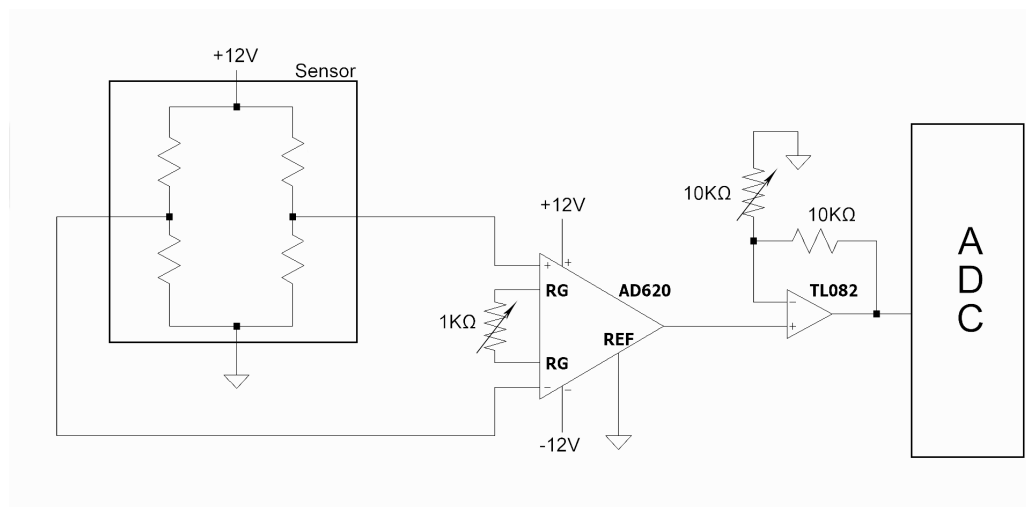 +12V
Sensor
+12V
10KΩ
10KΩ
+
+
RG
AD620
TL082
A
D
C
1KΩ
−
+
REF
RG
−
−
-12V